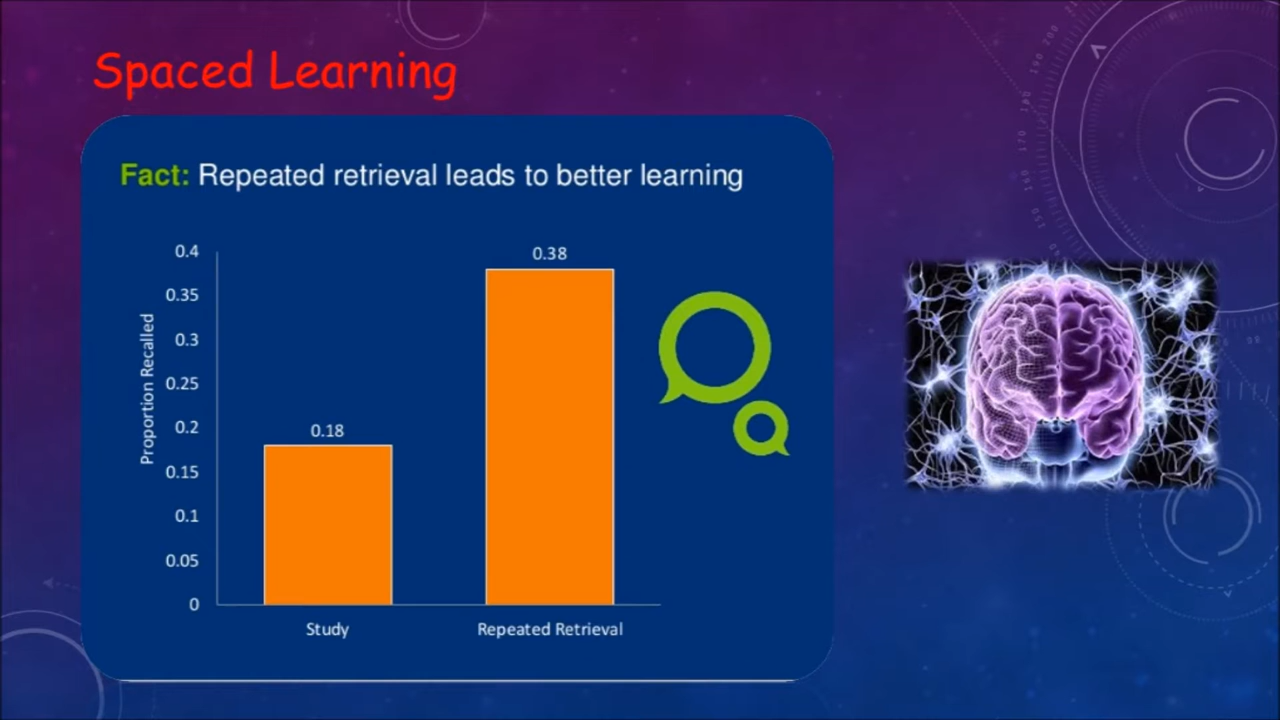 Spaced Learning
Fact: Repeated retrieval leads to better learning
Proportion Recalled
0.4
0.35
0.3
0.25
0.2
0.15
0.1
0.05
0
0.18
0.38
Study
Repeated Retrieval